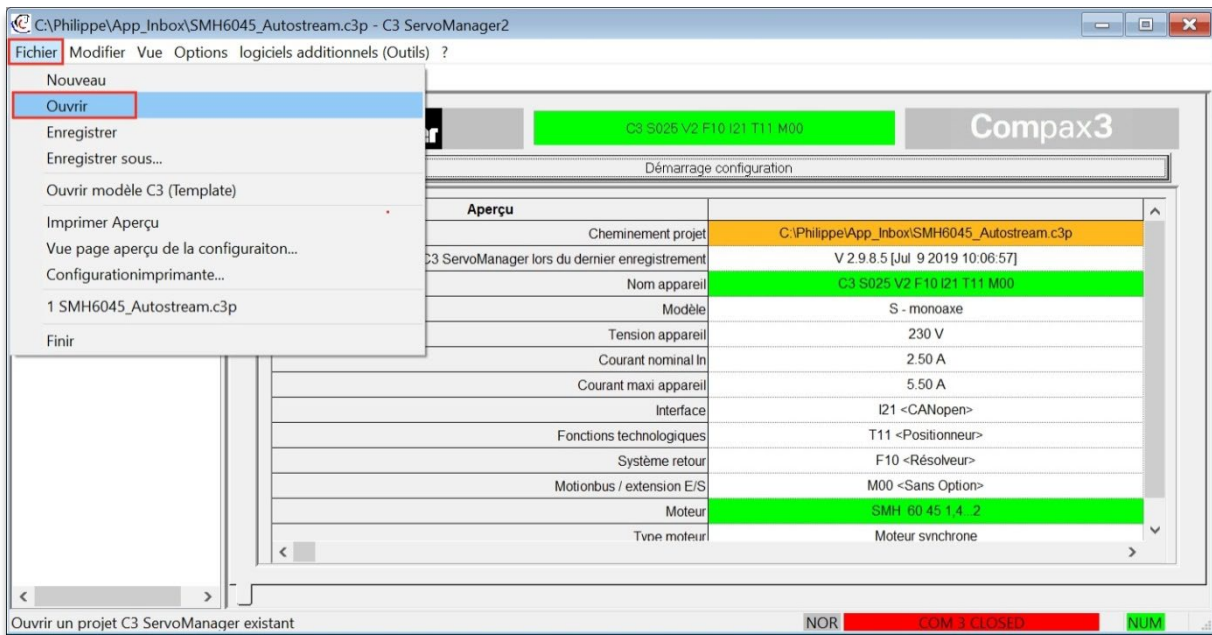 C:\Philippe\App_Inbox\SMH6045_Autostream.c3p - C3 ServoManager2
Fichier Modifier Vue Options logiciels additionnels (Outils) ?
Nouveau
Ouvrir
Enregistrer
Enregistrer sous...
Ouvrir modèle C3 (Template)
Imprimer Aperçu
Vue page aperçu de la configuraiton...
Configurationimprimante...
1 SMH6045_Autostream.c3p
Finir
C3 S025 V2 F10 I21 T11 M00
Compax3
Démarrage configuration
Aperçu
Cheminement projet C:\Philippe\App_Inbox\SMH6045_Autostream.c3p
C3 ServoManager lors du dernier enregistrement V 2.9.8.5 [Jul 9 2019 10:06:57]
Nom appareil C3 S025 V2 F10 I21 T11 M00
Modèle S - monoaxe
Tension appareil 230 V
Courant nominal In 2.50 A
Courant maxi appareil 5.50 A
Interface I21 <CANopen>
Fonctions technologiques T11 <Positionneur>
Système retour F10 <Résolveur>
Motionbus / extension E/S M00 <Sans Option>
Moteur SMH 60 45 1,4...2
Type moteur Moteur synchrone
Ouvrir un projet C3 ServoManager existant NOR COM 3 CLOSED NUM